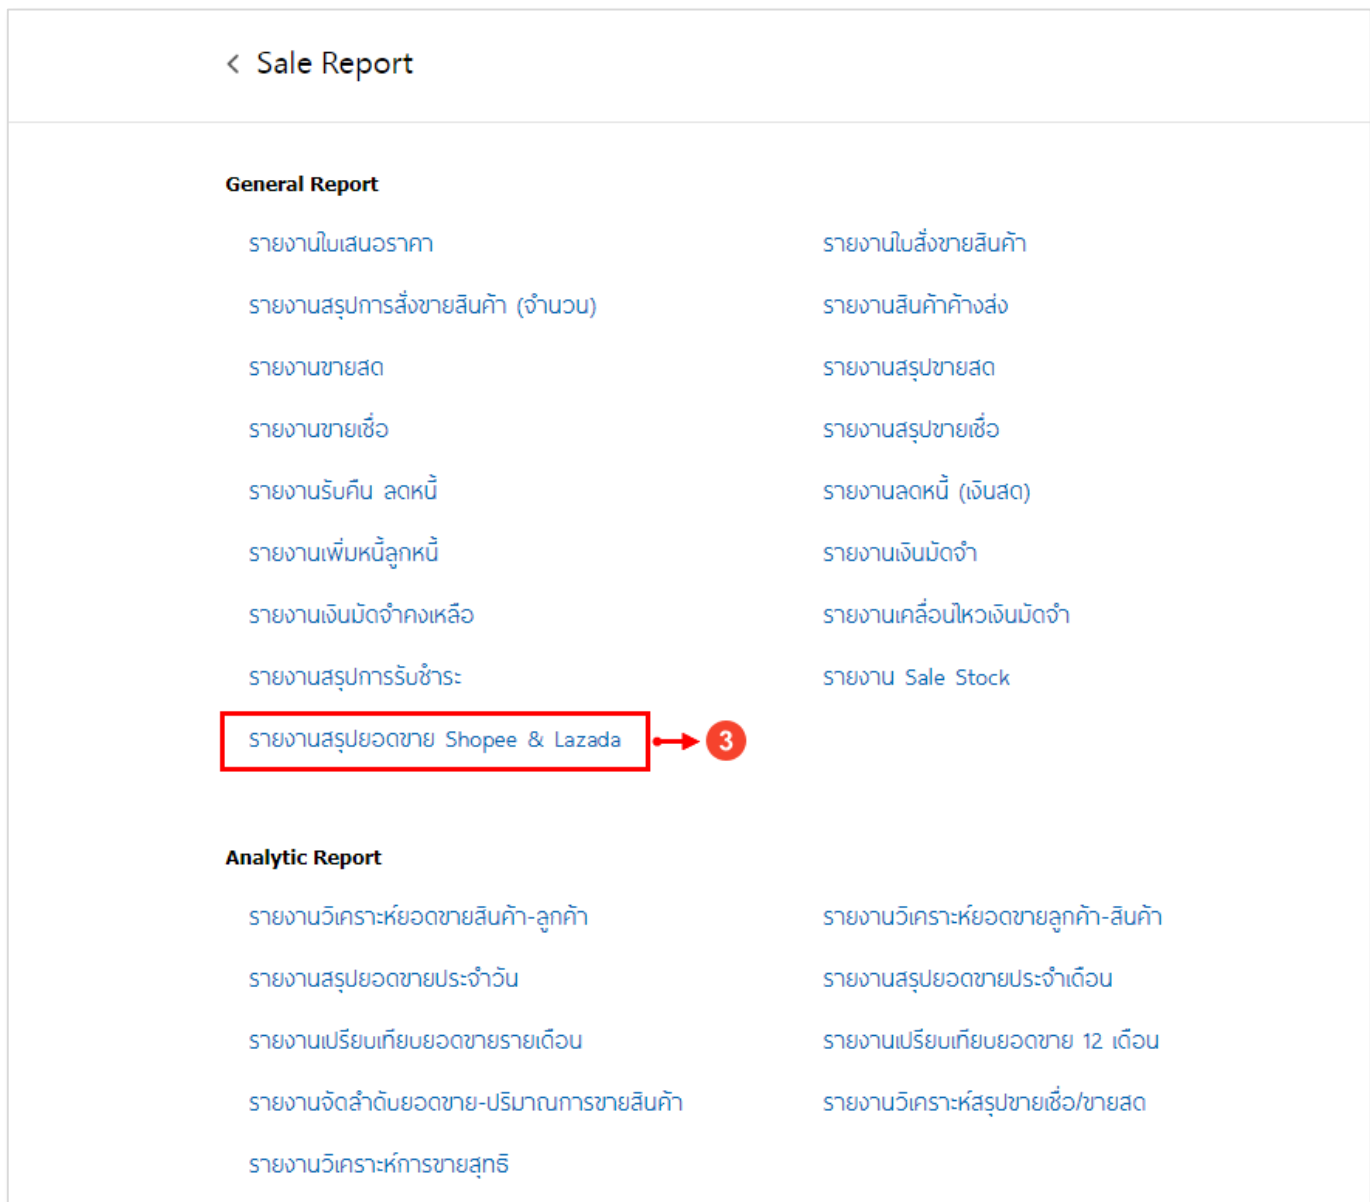 < Sale Report
General Report
รายงานใบเสนอราคา
รายงานใบสั่งขายสินค้า
รายงานสรุปการสั่งขายสินค้า (จำนวน)
รายงานสินค้าค้างส่ง
รายงานขายสด
รายงานสรุปขายสด
รายงานขายเชื่อ
รายงานสรุปขายเชื่อ
รายงานรับคืน ลดหนี้
รายงานลดหนี้ (เงินสด)
รายงานเพิ่มหนี้ลูกหนี้
รายงานเงินมัดจำ
รายงานเงินมัดจำคงเหลือ
รายงานเคลื่อนไหวเงินมัดจำ
รายงานสรุปการรับชำระ
รายงาน Sale Stock
รายงานสรุปยอดขาย Shopee & Lazada
3
Analytic Report
รายงานวิเคราะห์ยอดขายสินค้า-ลูกค้า
รายงานวิเคราะห์ยอดขายลูกค้า-สินค้า
รายงานสรุปยอดขายประจำวัน
รายงานสรุปยอดขายประจำเดือน
รายงานเปรียบเทียบยอดขายรายเดือน
รายงานเปรียบเทียบยอดขาย 12 เดือน
รายงานจัดลำดับยอดขาย-ปริมาณการขายสินค้า
รายงานวิเคราะห์สรุปขายเชื่อ/ขายสด
รายงานวิเคราะห์การขายสุทธิ